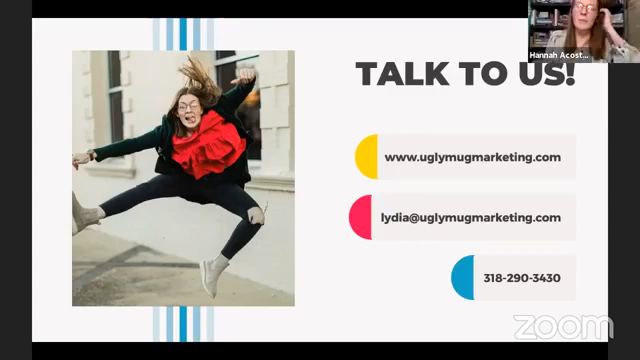 Hannah Acost...
TALK TO US!
www.uglymugmarketing.com
lydia@uglymugmarketing.com
318-290-3430
zoom